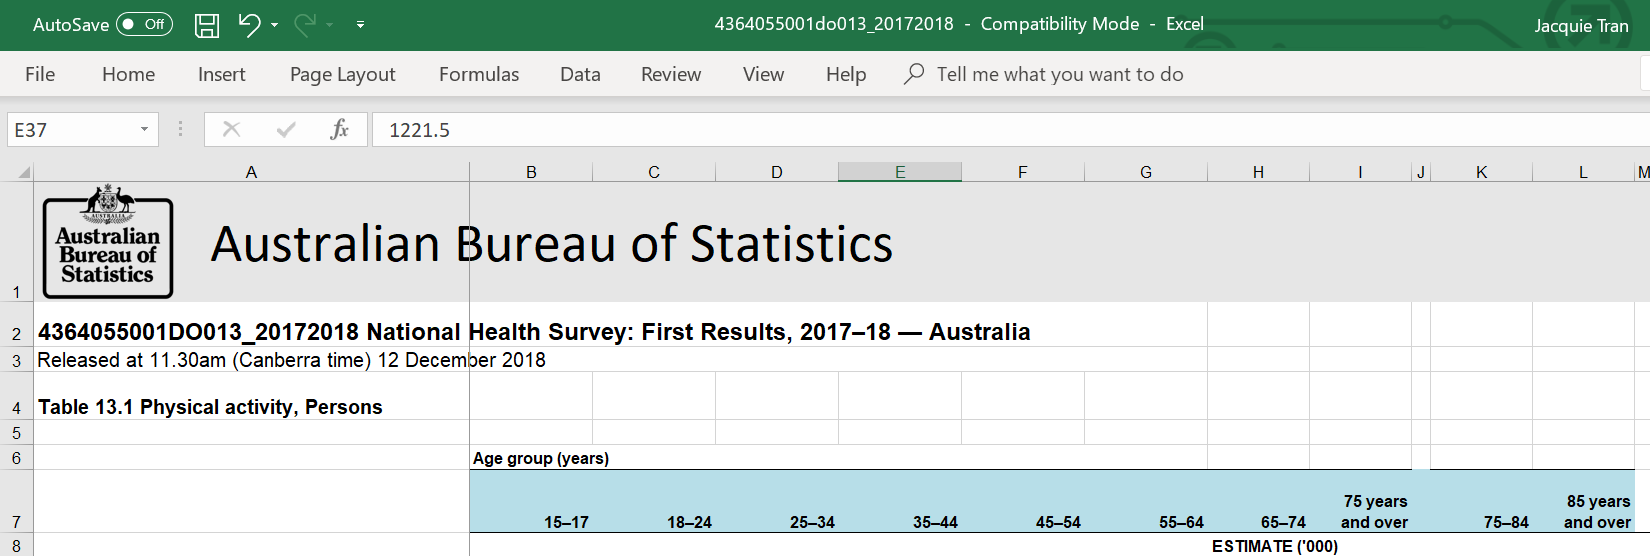 AutoSave Off 4364055001do013_20172018 - Compatibility Mode - Excel Jacquie Tran
File Home Insert Page Layout Formulas Data Review View Help Tell me what you want to do
E37 fx 1221.5
A B C D E F G H I J K L M
AUSTRALIA
Australian
Bureau of
Statistics
Australian Bureau of Statistics
1
2 4364055001DO013_20172018 National Health Survey: First Results, 2017–18 — Australia
3 Released at 11.30am (Canberra time) 12 December 2018
4 Table 13.1 Physical activity, Persons
5
6 Age group (years)
75 years 85 years
7 15–17 18–24 25–34 35–44 45–54 55–64 65–74 and over 75–84 and over
8 ESTIMATE ('000)